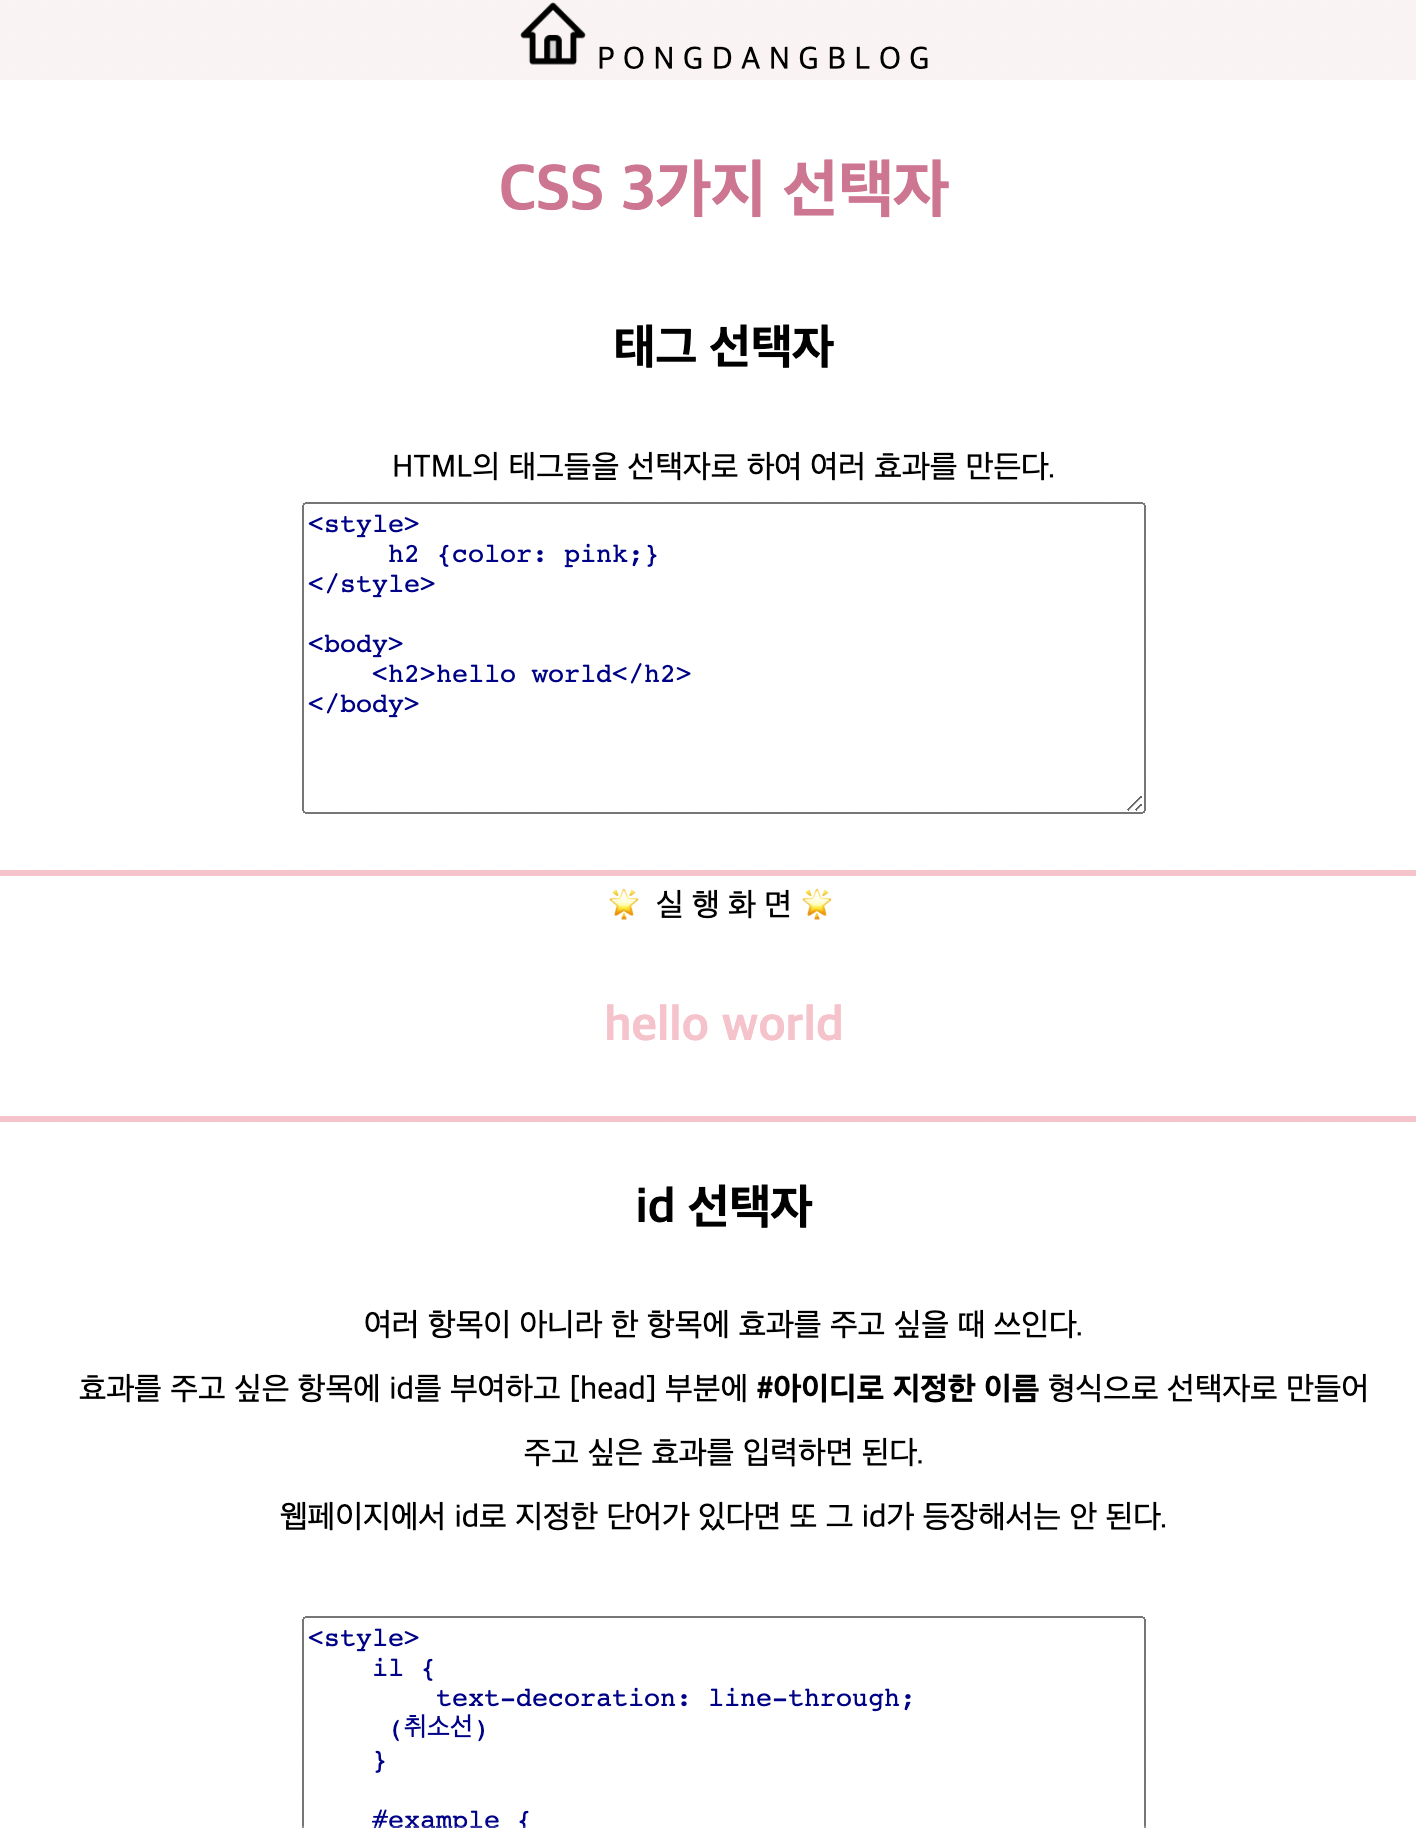 PONGDANGBLOG
CSS 3가지 선택자
태그 선택자
HTML의 태그들을 선택자로 하여 여러 효과를 만든다.
<style>
     h2 {color: pink;}
</style>

<body>
    <h2>hello world</h2>
</body>
🌟 실 행 화 면 🌟
hello world
id 선택자
여러 항목이 아니라 한 항목에 효과를 주고 싶을 때 쓰인다.
효과를 주고 싶은 항목에 id를 부여하고 [head] 부분에 #아이디로 지정한 이름 형식으로 선택자로 만들어
주고 싶은 효과를 입력하면 된다.
웹페이지에서 id로 지정한 단어가 있다면 또 그 id가 등장해서는 안 된다.
<style>
    il {
        text-decoration: line-through;
     (취소선)
    }

    #example {